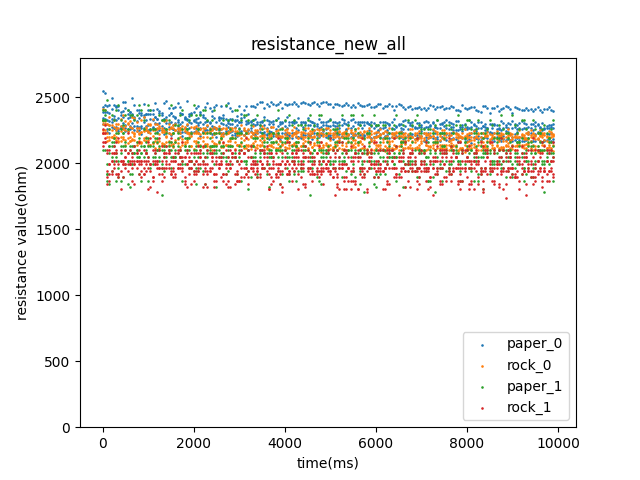 resistance_new_all
resistance value(ohm)
2500
2000
1500
1000
500
0
0 2000 4000 6000 8000 10000
time(ms)
paper_0
rock_0
paper_1
rock_1